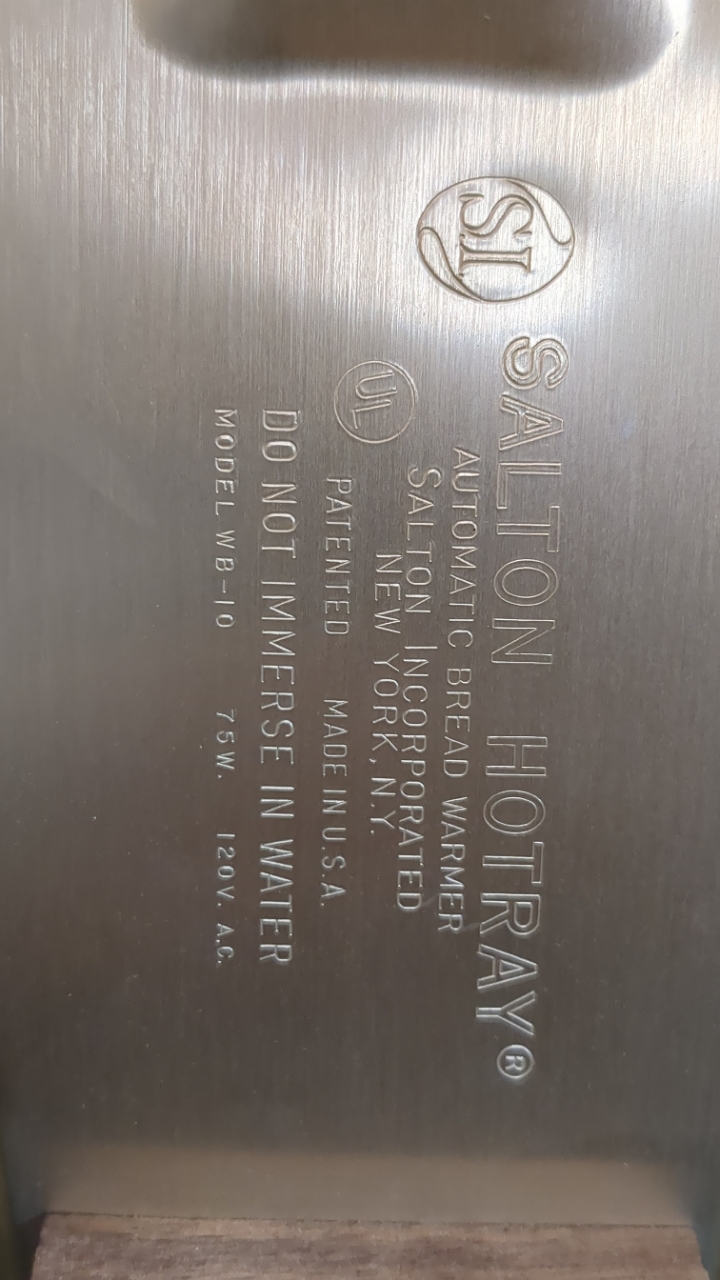 SI
SALTON HOTRAY®
AUTOMATIC BREAD WARMER
SALTON INCORPORATED
NEW YORK, N.Y.
UL
PATENTED MADE IN U.S.A.
DO NOT IMMERSE IN WATER
MODEL WB-10 75W. 120V. A.C.